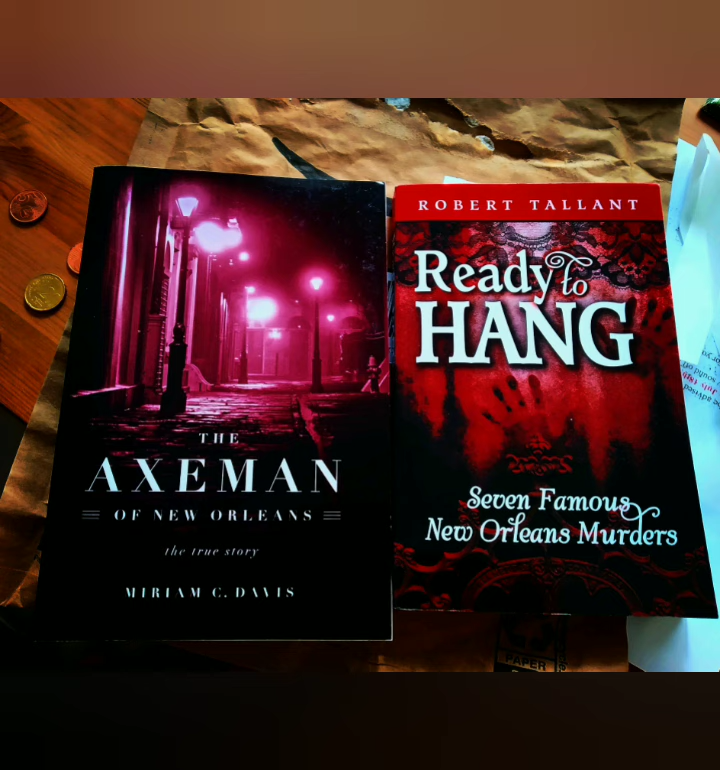 THE
AXEMAN
OF NEW ORLEANS
the true story
MIRIAM C. DAVIS
ROBERT TALLANT
Ready to
HANG
Seven Famous
New Orleans Murders
PAPER